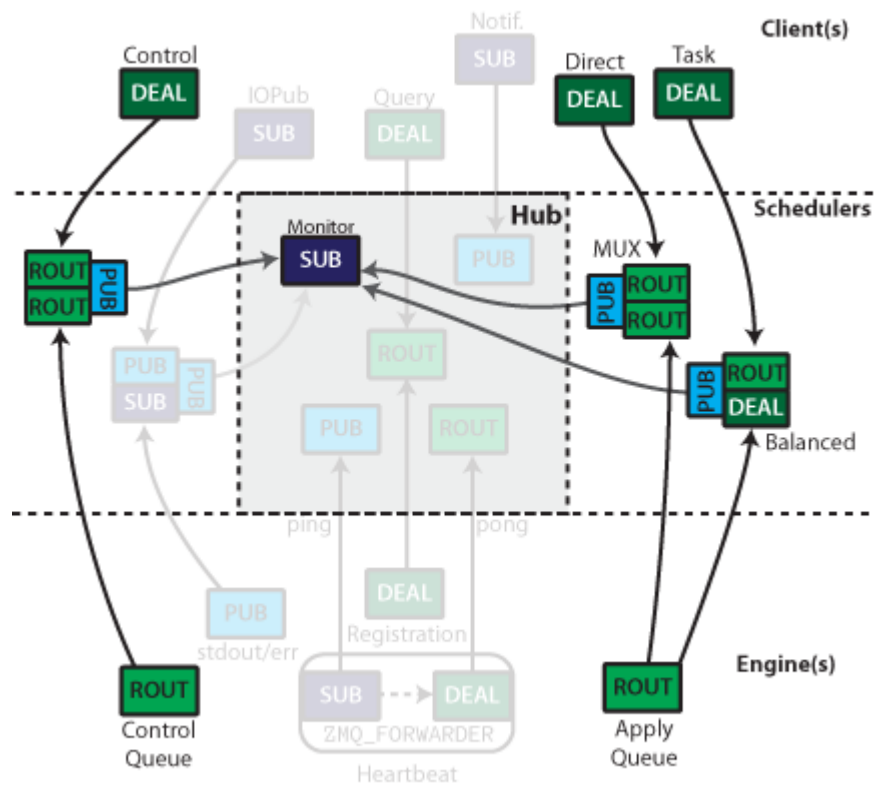 Notif.
Client(s)
Control
SUB
Direct
Task
DEAL
IOPub
Query
DEAL
DEAL
SUB
DEAL
Hub
Schedulers
Monitor
SUB
PUB
MUX
ROUT
ROUT
PUB
PUB
ROUT
ROUT
ROUT
PUB
SUB
PUB
PUB
ROUT
DEAL
Balanced
PUB
ROUT
ping
pong
DEAL
Registration
PUB
stdout/err
Engine(s)
ROUT
Control
Queue
SUB
DEAL
ZMQ_FORWARDER
Heartbeat
ROUT
Apply
Queue